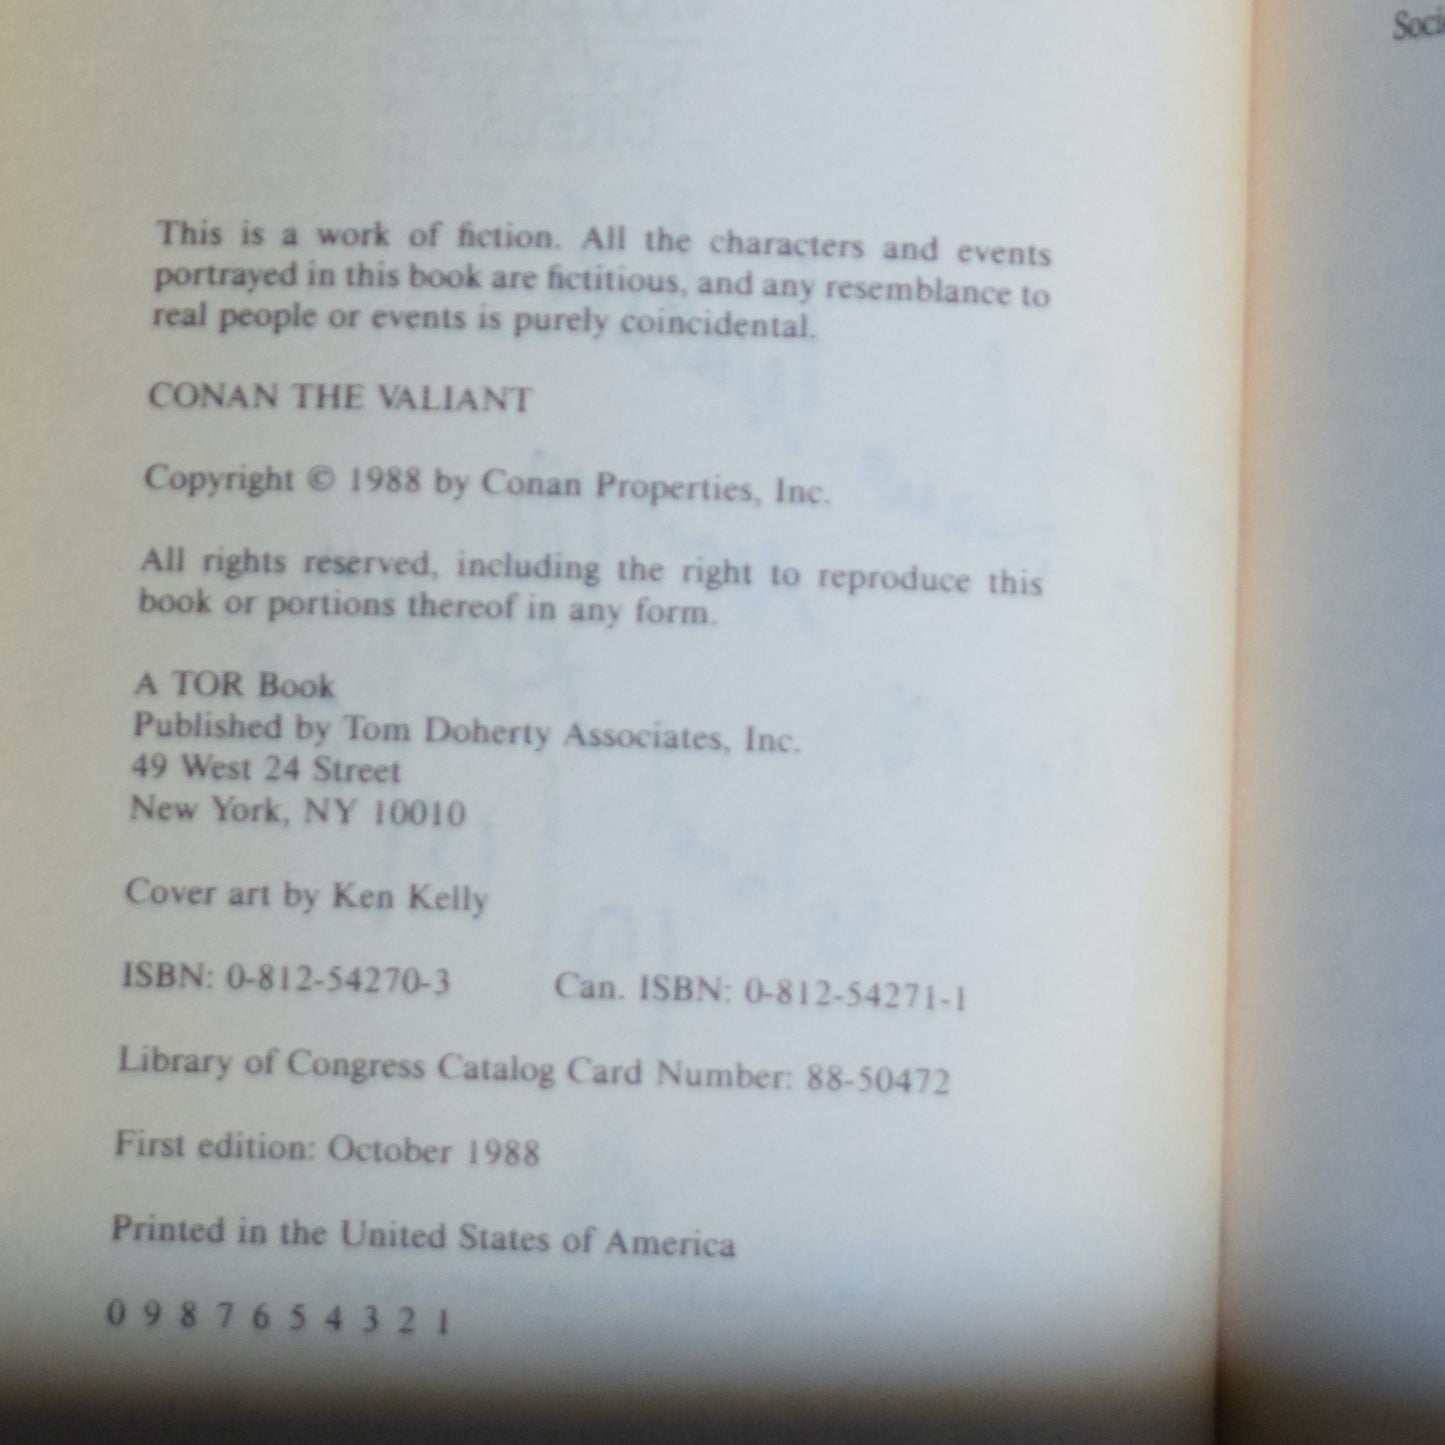 This is a work of fiction. All the characters and events
portrayed in this book are fictitious, and any resemblance to
real people or events is purely coincidental.
CONAN THE VALIANT
Copyright © 1988 by Conan Properties, Inc.
All rights reserved, including the right to reproduce this
book or portions thereof in any form.
A TOR Book
Published by Tom Doherty Associates, Inc.
49 West 24 Street
New York, NY 10010
Cover art by Ken Kelly
ISBN: 0-812-54270-3 Can. ISBN: 0-812-54271-1
Library of Congress Catalog Card Number: 88-50472
First edition: October 1988
Printed in the United States of America
0 9 8 7 6 5 4 3 2 1